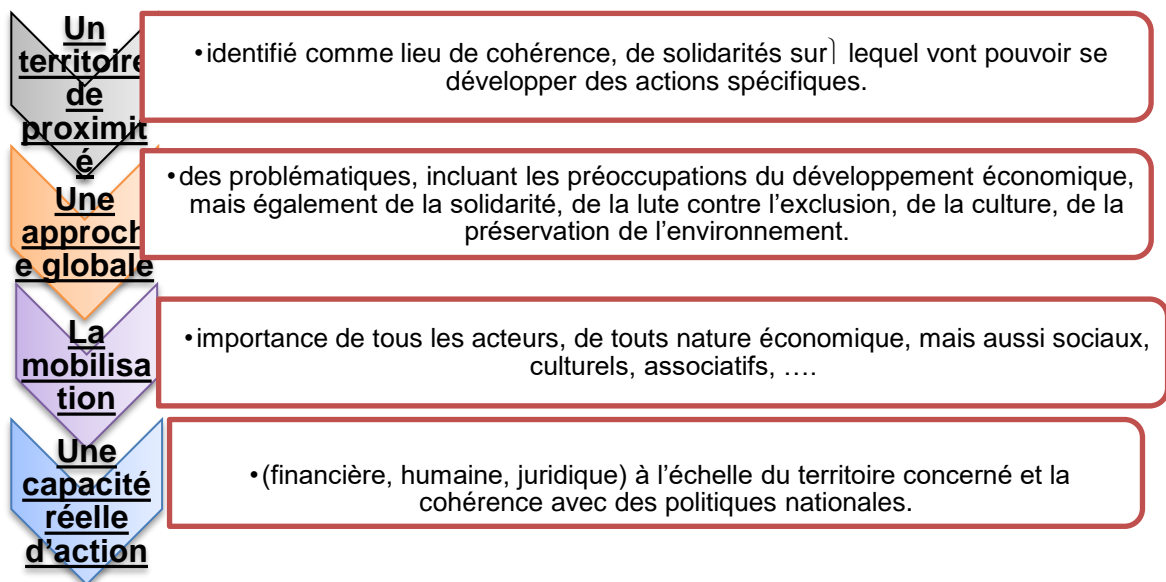 Un
territoire
de
proximit
é
•identifié comme lieu de cohérence, de solidarités sur⎫ lequel vont pouvoir se
développer des actions spécifiques.
Une
approch
e globale
•des problématiques, incluant les préoccupations du développement économique,
mais également de la solidarité, de la lute contre l’exclusion, de la culture, de la
préservation de l’environnement.
La
mobilisa
tion
•importance de tous les acteurs, de touts nature économique, mais aussi sociaux,
culturels, associatifs, ….
Une
capacité
réelle
d’action
•(financière, humaine, juridique) à l’échelle du territoire concerné et la
cohérence avec des politiques nationales.